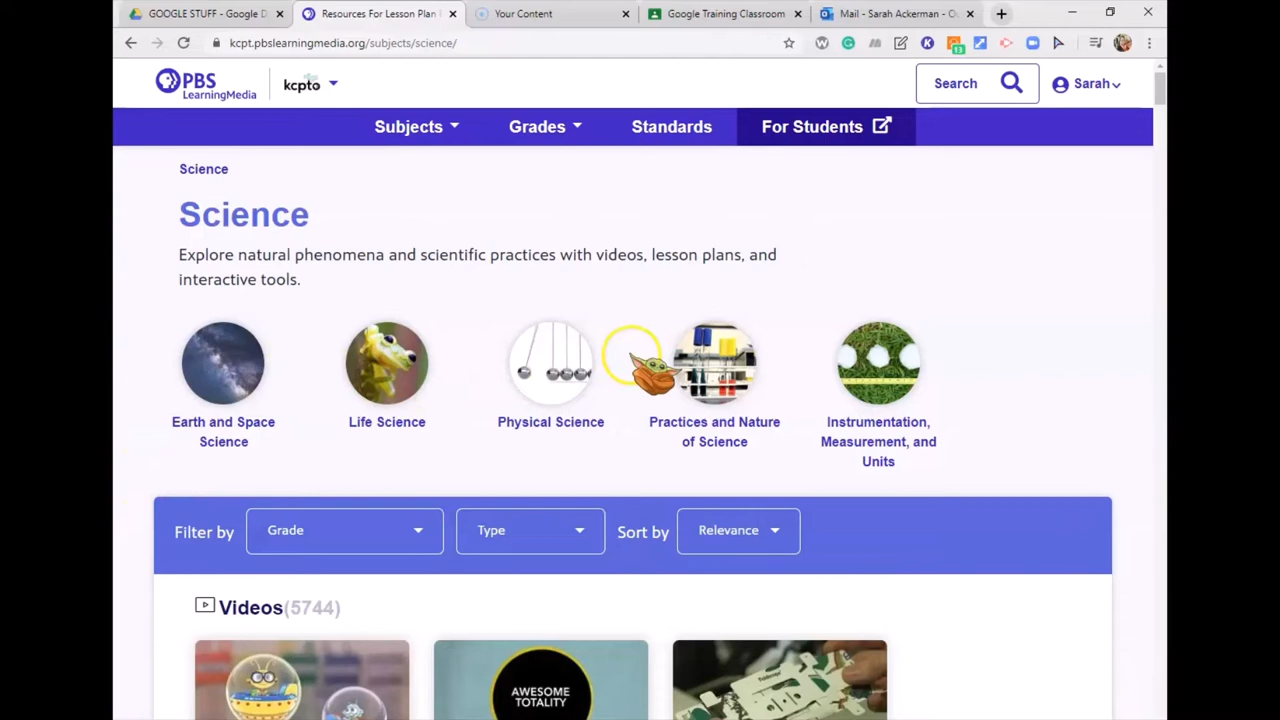 GOOGLE STUFF - Google D
Resources For Lesson Plan
Your Content
Google Training Classroom
Mail - Sarah Ackerman - O
kcpt.pbslearningmedia.org/subjects/science/
13
PBS
LearningMedia
kcpto
Search
Sarah
Subjects
Grades
Standards
For Students
Science
Science
Explore natural phenomena and scientific practices with videos, lesson plans, and
interactive tools.
Earth and Space
Science
Life Science
Physical Science
Practices and Nature
of Science
Instrumentation,
Measurement, and
Units
Filter by
Grade
Type
Sort by
Relevance
Videos(5744)
AWESOME
TOTALITY